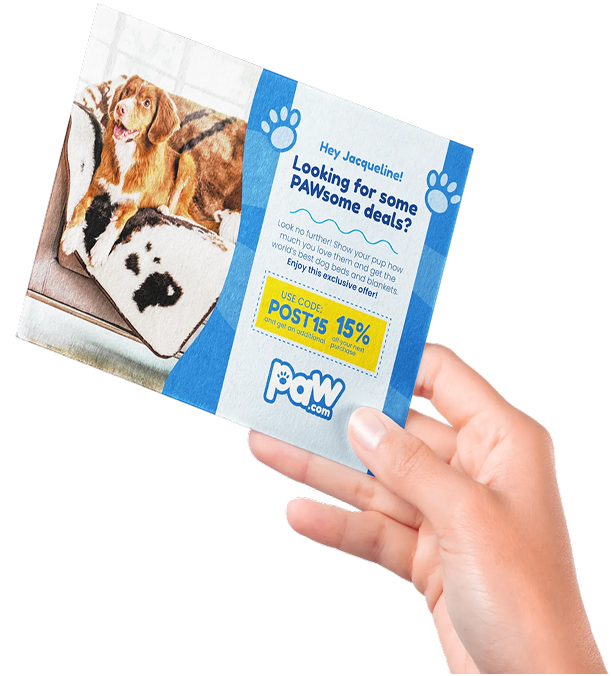 Hey Jacqueline!
Looking for some
PAWsome deals?
Look no further! Show your pup how
much you love them and get the
world's best dog beds and blankets.
Enjoy this exclusive offer!
USE CODE:
POST15
and get an additional
15%
off your next
purchase
paw
.com